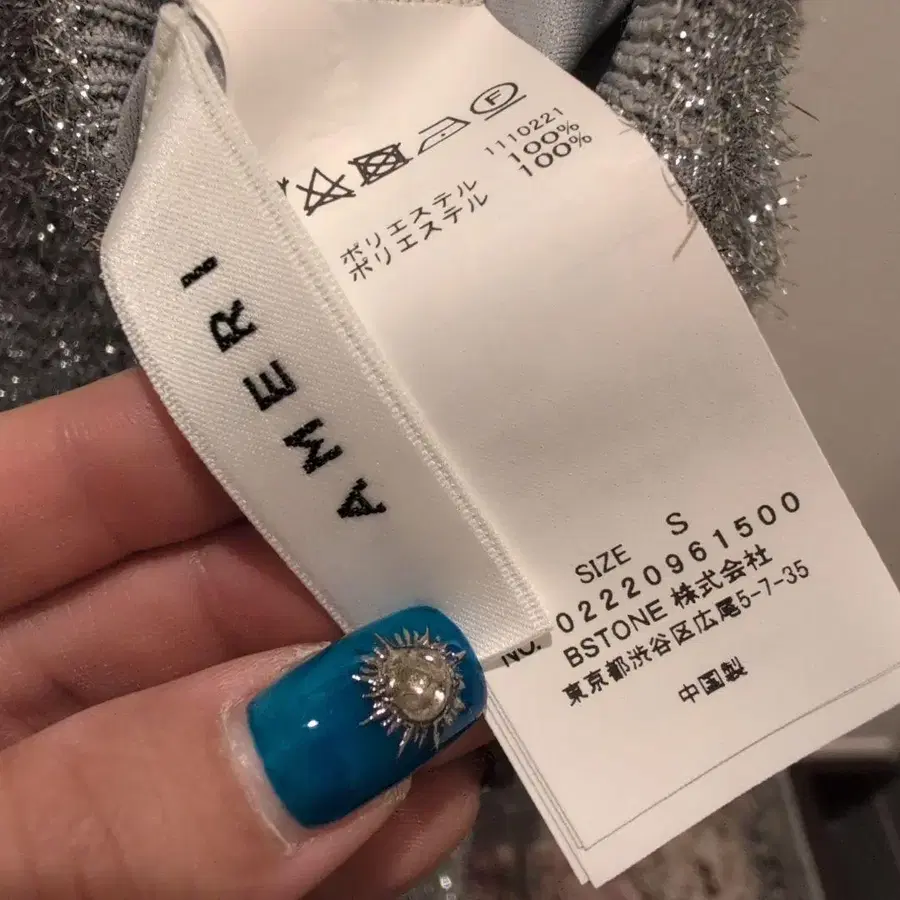 AMERI
F
1110221
ポリエステル 100%
ポリエステル 100%
SIZE S
NO. 02220961500
BSTONE 株式会社
東京都渋谷区広尾5-7-35
中国製